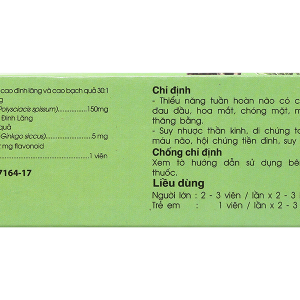 cao đinh lăng và cao bạch quả 30:1
Polysciacis spissum)....................150mg
Đinh Lăng
quả
Ginkgo siccus)........................5 mg
mg flavonoid
1 viên
7164-17
Chỉ định
- Thiểu năng tuần hoàn não có c
đau đầu, hoa mắt, chóng mặt, m
thăng bằng.
- Suy nhược thần kinh, di chứng t
máu não, hội chứng tiền đình, suy
Chống chỉ định
Xem tờ hướng dẫn sử dụng bên
thuốc.
Liều dùng
Người lớn : 2 - 3 viên / lần x 2 - 3
Trẻ em : 1 viên / lần x 2 - 3